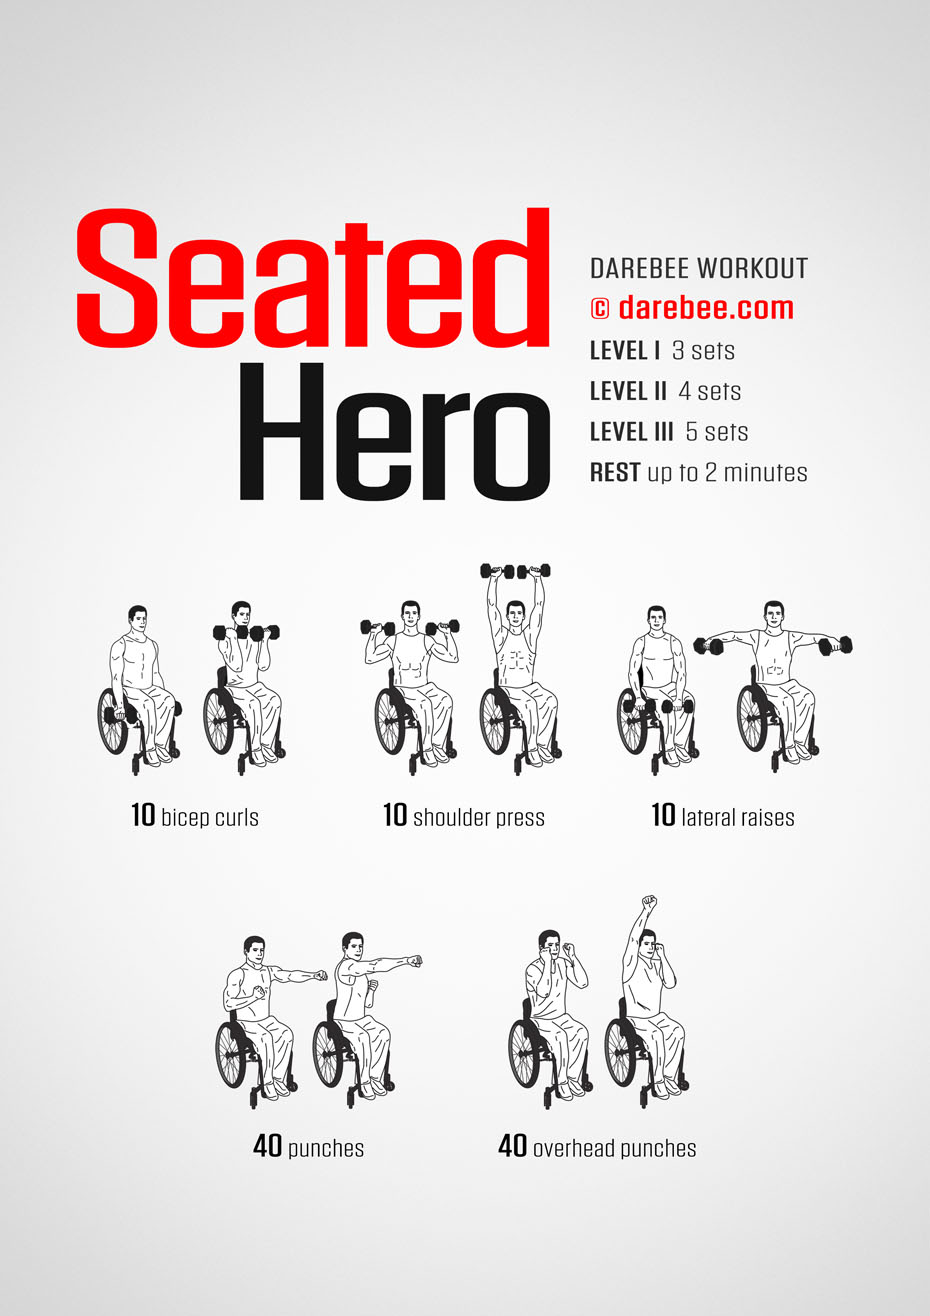 Seated
Hero
DAREBEE WORKOUT
© darebee.com
LEVEL I 3 sets
LEVEL II 4 sets
LEVEL III 5 sets
REST up to 2 minutes
10 bicep curls
10 shoulder press
10 lateral raises
40 punches
40 overhead punches